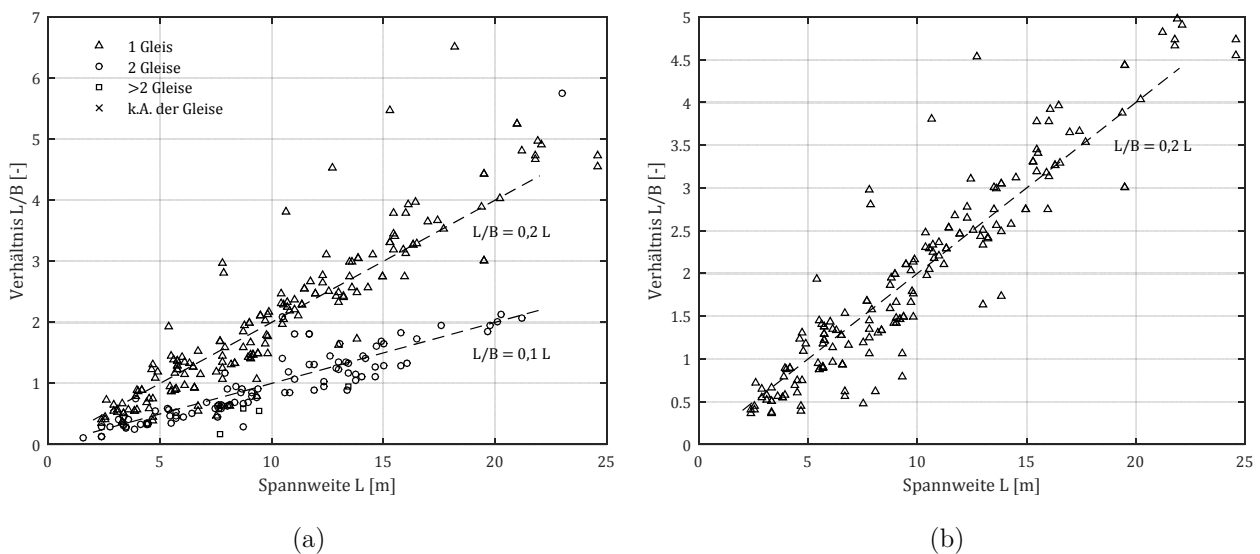 7
6
5
4
3
2
1
0
Verhältnis L/B [-]
1 Gleis
2 Gleise
>2 Gleise
k.A. der Gleise
L/B = 0,2 L
L/B = 0,1 L
0 5 10 15 20 25
Spannweite L [m]
(a)
5
4.5
4
3.5
3
2.5
2
1.5
1
0.5
0
Verhältnis L/B [-]
L/B = 0,2 L
0 5 10 15 20 25
Spannweite L [m]
(b)